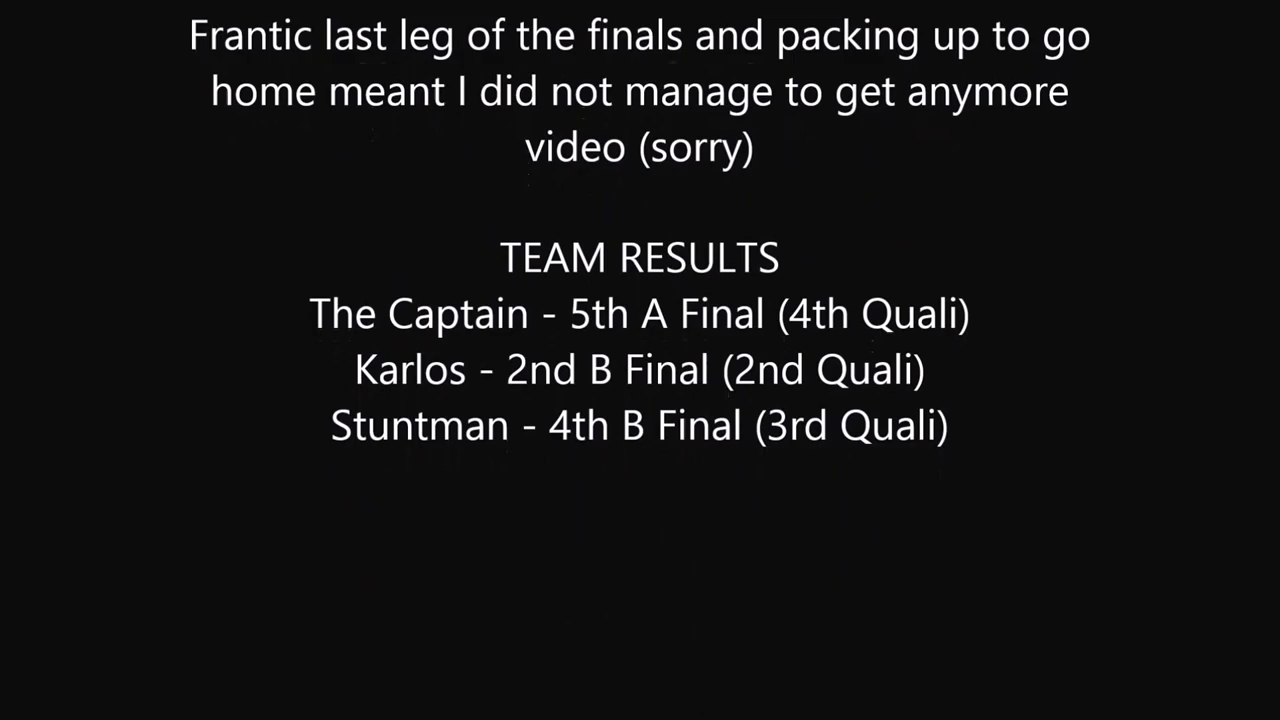 Frantic last leg of the finals and packing up to go
home meant I did not manage to get anymore
video (sorry)
TEAM RESULTS
The Captain - 5th A Final (4th Quali)
Karlos - 2nd B Final (2nd Quali)
Stuntman - 4th B Final (3rd Quali)